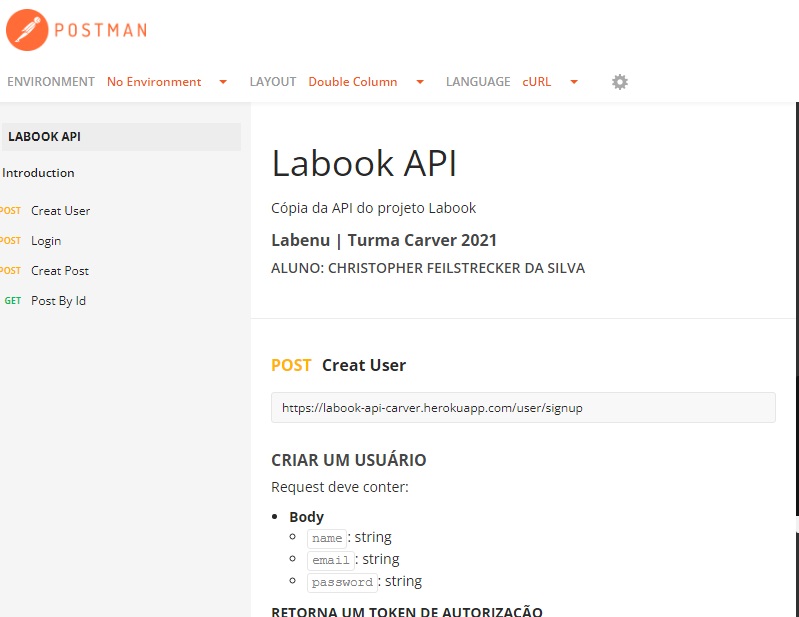 POSTMAN
ENVIRONMENT No Environment LAYOUT Double Column LANGUAGE cURL
LABOOK API
Introduction
POST Creat User
POST Login
POST Creat Post
GET Post By Id
Labook API
Cópia da API do projeto Labook
Labenu | Turma Carver 2021
ALUNO: CHRISTOPHER FEILSTRECKER DA SILVA
POST Creat User
https://labook-api-carver.herokuapp.com/user/signup
CRIAR UM USUÁRIO
Request deve conter:
Body
name: string
email: string
password: string
RETORNA UM TOKEN DE AUTORIZAÇÃO